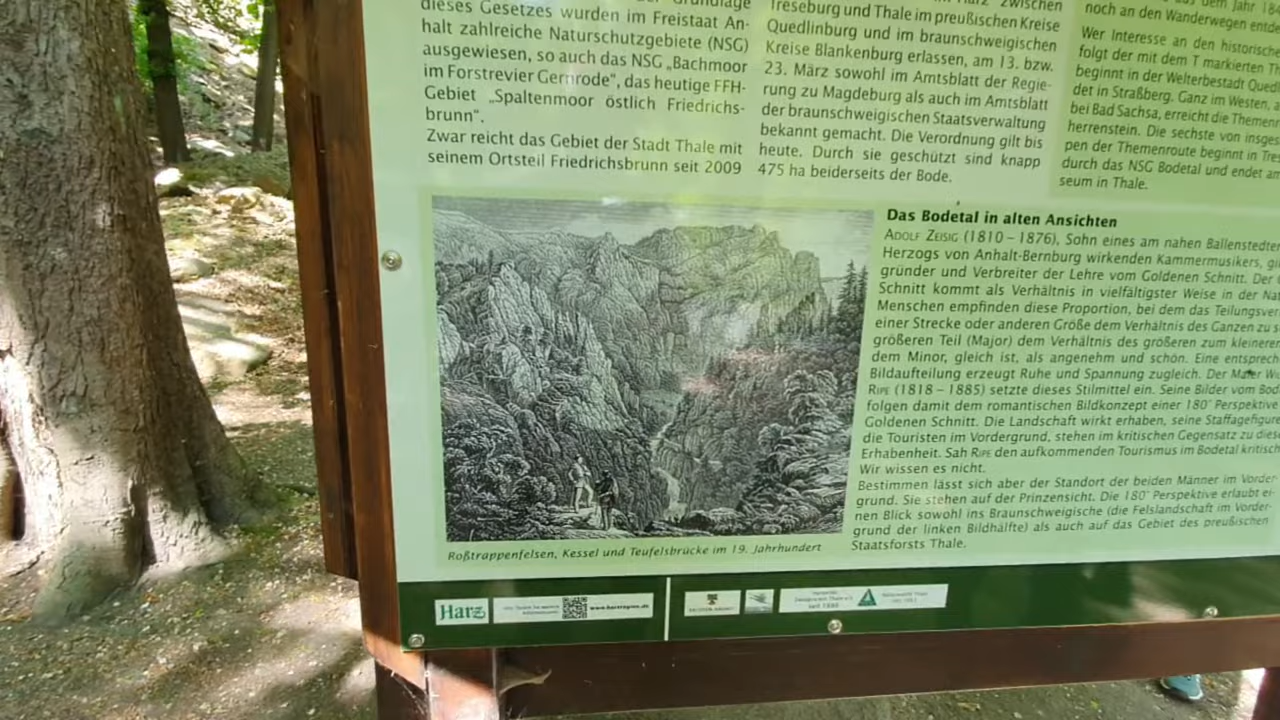 dieses Gesetzes wurden im Freistaat An-
halt zahlreiche Naturschutzgebiete (NSG)
ausgewiesen, so auch das NSG „Bachmoor
im Forstrevier Gernrode“, das heutige FFH-
Gebiet „Spaltenmoor östlich Friedrichs-
brunn“.
Zwar reicht das Gebiet der Stadt Thale mit
seinem Ortsteil Friedrichsbrunn seit 2009
Treseburg und Thale im preußischen Kreise
Quedlinburg und im braunschweigischen
Kreise Blankenburg erlassen, am 13. bzw.
23. März sowohl im Amtsblatt der Regie-
rung zu Magdeburg als auch im Amtsblatt
der braunschweigischen Staatsverwaltung
bekannt gemacht. Die Verordnung gilt bis
heute. Durch sie geschützt sind knapp
475 ha beiderseits der Bode.
noch an den Wanderwegen
Wer Interesse an den
folgt der mit dem T markierten
beginnt in der Welterbestadt
det in Straßberg. Ganz im Westen,
bei Bad Sachsa, erreicht die
herrenstein. Die sechste von
pen der Themenroute beginnt in
durch das NSG Bodetal und endet
seum in Thale.
Das Bodetal in alten Ansichten
ADOLF ZEISIG (1810 – 1876), Sohn eines am nahen Ballenstedter
Herzogs von Anhalt-Bernburg wirkenden Kammermusikers,
gründer und Verbreiter der Lehre vom Goldenen Schnitt. Der
Schnitt kommt als Verhältnis in vielfältigster Weise in der
Menschen empfinden diese Proportion, bei dem das
einer Strecke oder anderen Größe dem Verhältnis des Ganzen zu
größeren Teil (Major) dem Verhältnis des größeren zum kleineren
dem Minor, gleich ist, als angenehm und schön. Eine
Bildaufteilung erzeugt Ruhe und Spannung zugleich. Der Maler
RIPE (1818 – 1885) setzte dieses Stilmittel ein. Seine Bilder vom
folgen damit dem romantischen Bildkonzept einer 180° Perspektive
Goldenen Schnitt. Die Landschaft wirkt erhaben, seine
die Touristen im Vordergrund, stehen im kritischen Gegensatz zu
Erhabenheit. Sah RIPE den aufkommenden Tourismus im Bodetal kritisch
Wir wissen es nicht.
Bestimmen lässt sich aber der Standort der beiden Männer im Vorder-
grund. Sie stehen auf der Prinzensicht. Die 180° Perspektive erlaubt ei-
nen Blick sowohl ins Braunschweigische (die Felslandschaft im Vorder-
grund der linken Bildhälfte) als auch auf das Gebiet des preußischen
Staatsforsts Thale.
Roßtrappenfelsen, Kessel und Teufelsbrücke im 19. Jahrhundert
Harz
www.harzregion.de